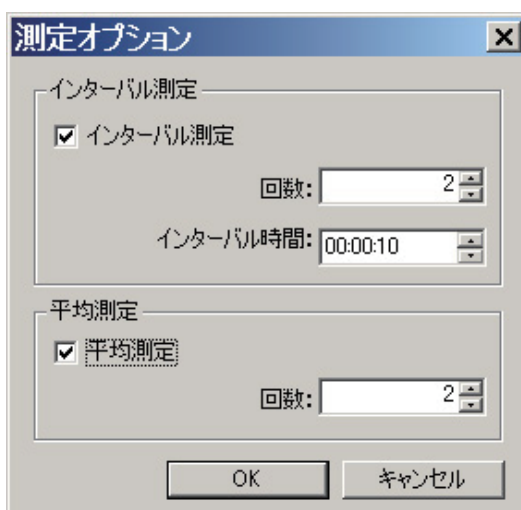 測定オプション
インターバル測定
インターバル測定
回数: 2
インターバル時間: 00:00:10
平均測定
平均測定
回数: 2
OK キャンセル